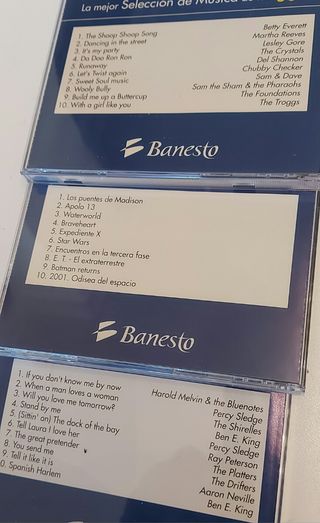 La mejor Selección de Música
1. The Shoop Shoop Song Betty Everett
2. Dancing in the street Martha Reeves
3. It's my party Lesley Gore
4. Da Doo Ron Ron The Crystals
5. Runaway Del Shannon
6. Let's Twist again Chubby Checker
7. Sweet Soul music Sam & Dave
8. Wooly Bully Sam the Sham & the Pharaohs
9. Build me up a Buttercup The Foundations
10. With a girl like you The Troggs
Banesto
1. Los puentes de Madison
2. Apolo 13
3. Waterworld
4. Braveheart
5. Expediente X
6. Star Wars
7. Encuentros en la tercera fase
8. E. T. - El extraterrestre
9. Batman returns
10. 2001. Odisea del espacio
Banesto
1. If you don't know me by now Harold Melvin & the Bluenotes
2. When a man loves a woman Percy Sledge
3. Will you love me tomorrow? The Shirelles
4. Stand by me Ben E. King
5. (Sittin' on) The dock of the bay Percy Sledge
6. Tell Laura I love her Ray Peterson
7. The great pretender The Platters
8. You send me The Drifters
9. Tell it like it is Aaron Neville
0. Spanish Harlem Ben E. King